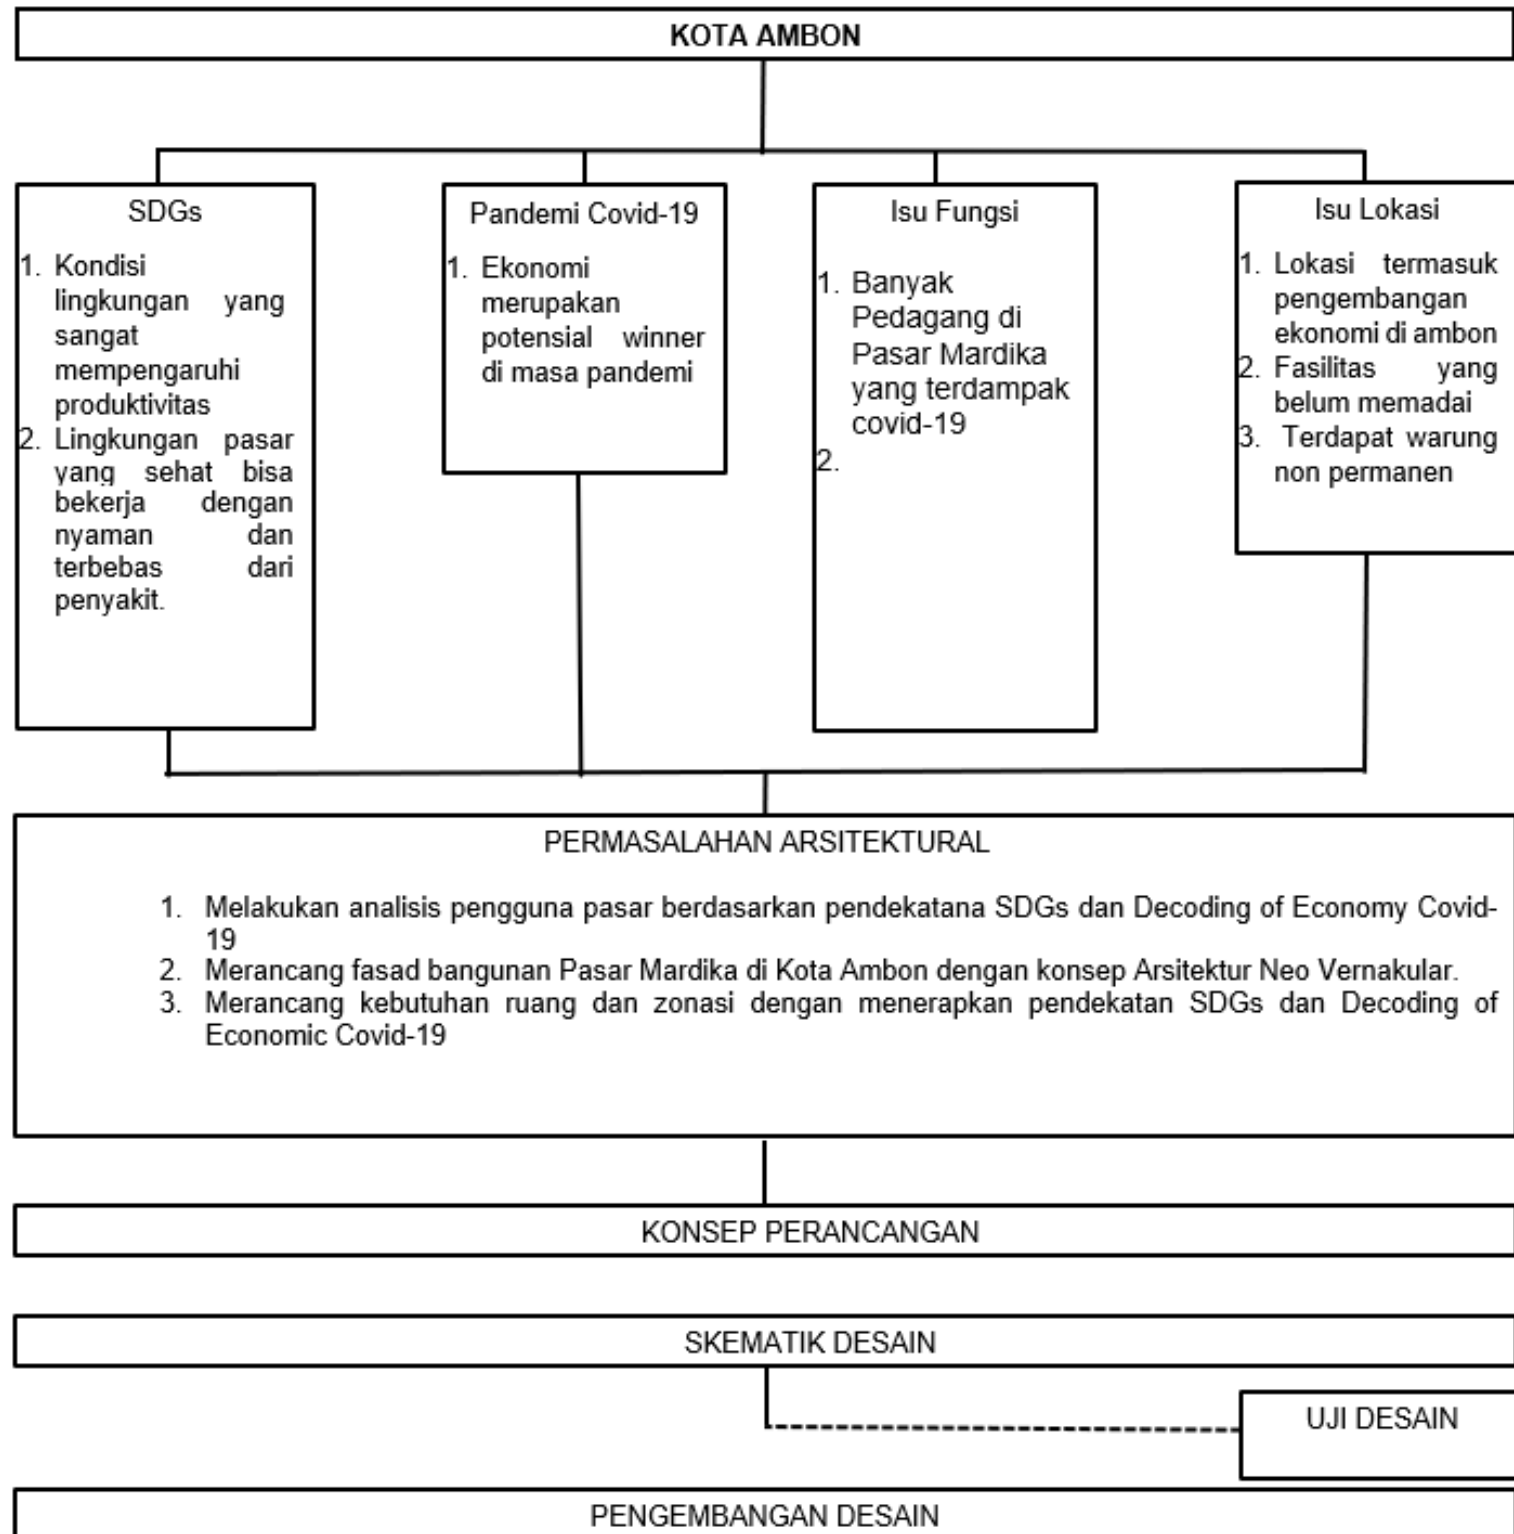 KOTA AMBON
SDGs
1. Kondisi
lingkungan yang
sangat
mempengaruhi
produktivitas
2. Lingkungan pasar
yang sehat bisa
bekerja dengan
nyaman dan
terbebas dari
penyakit.
Pandemi Covid-19
1. Ekonomi
merupakan
potensial winner
di masa pandemi
Isu Fungsi
1. Banyak
Pedagang di
Pasar Mardika
yang terdampak
covid-19
2.
Isu Lokasi
1. Lokasi termasuk
pengembangan
ekonomi di ambon
2. Fasilitas yang
belum memadai
3. Terdapat warung
non permanen
PERMASALAHAN ARSITEKTURAL
1. Melakukan analisis pengguna pasar berdasarkan pendekatana SDGs dan Decoding of Economy Covid-
19
2. Merancang fasad bangunan Pasar Mardika di Kota Ambon dengan konsep Arsitektur Neo Vernakular.
3. Merancang kebutuhan ruang dan zonasi dengan menerapkan pendekatan SDGs dan Decoding of
Economic Covid-19
KONSEP PERANCANGAN
SKEMATIK DESAIN
UJI DESAIN
PENGEMBANGAN DESAIN